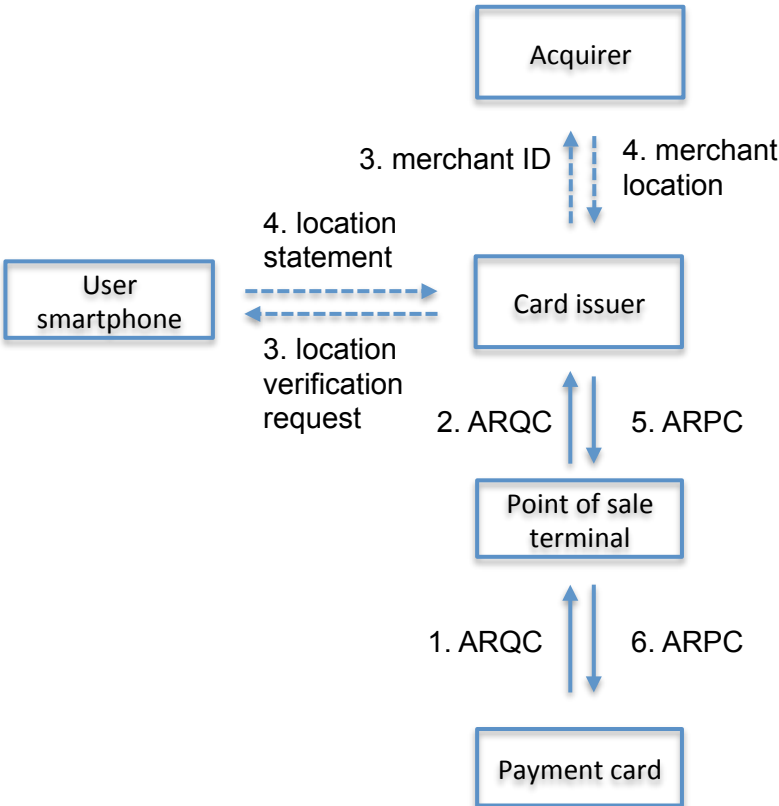 Acquirer
3. merchant ID
4. merchant
location
4. location
statement
User
smartphone
Card issuer
3. location
verification
request
2. ARQC
5. ARPC
Point of sale
terminal
1. ARQC
6. ARPC
Payment card